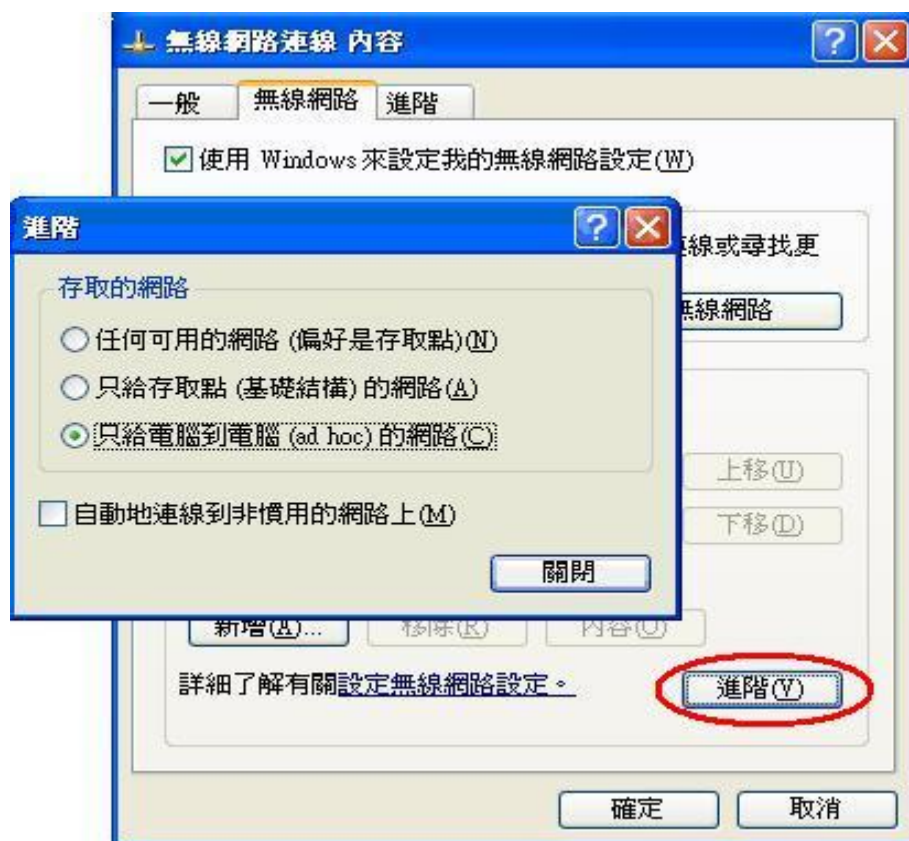 無線網路連線 內容
一般 無線網路 進階
使用 Windows 來設定我的無線網路設定(W)
線或尋找更
無線網路
進階
存取的網路
任何可用的網路 (偏好是存取點)(N)
只給存取點 (基礎結構) 的網路(A)
只給電腦到電腦 (ad hoc) 的網路(C)
自動地連線到非慣用的網路上(M)
關閉
上移(U)
下移(D)
新增(A)... 移除(R) 內容(O)
詳細了解有關設定無線網路設定。
進階(V)
確定 取消